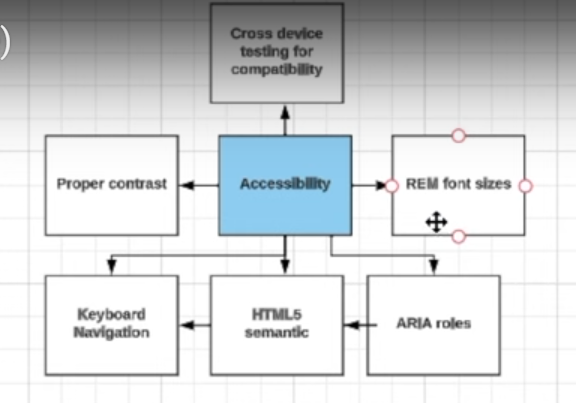 )
Cross device
testing for
compatibility
Proper contrast
Accessibility
REM font sizes
Keyboard
Navigation
HTML5
semantic
ARIA roles